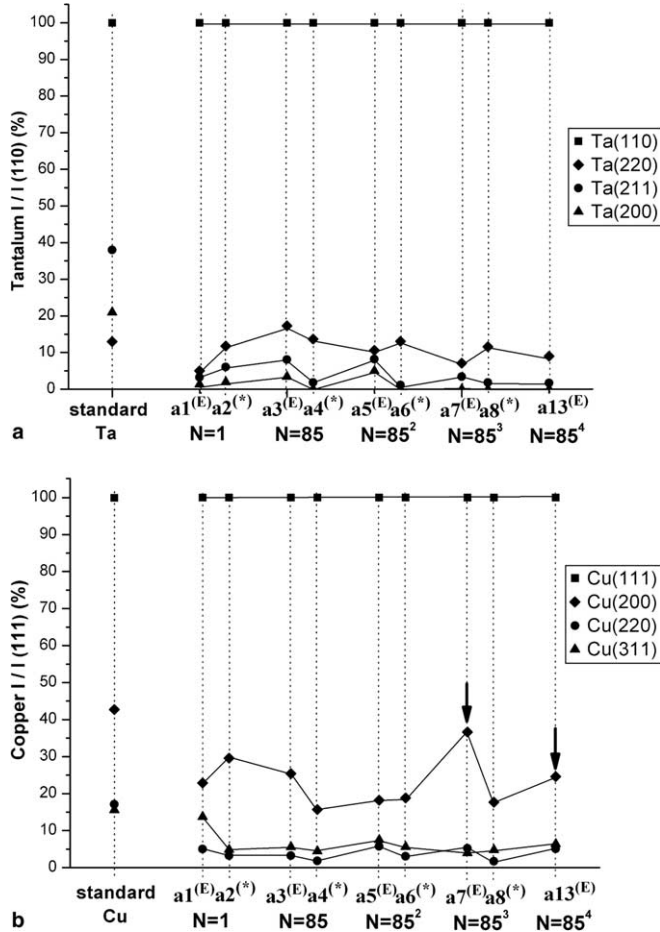 100
90
80
70
60
50
40
30
20
10
0
Tantalum I / I (110) (%)
Ta(110)
Ta(220)
Ta(211)
Ta(200)
standard Ta
a1(E) a2(*) a3(E) a4(*) a5(E) a6(*) a7(E) a8(*) a13(E)
N=1 N=85 N=85² N=85³ N=85⁴
a
100
90
80
70
60
50
40
30
20
10
0
Copper I / I (111) (%)
Cu(111)
Cu(200)
Cu(220)
Cu(311)
standard Cu
a1(E) a2(*) a3(E) a4(*) a5(E) a6(*) a7(E) a8(*) a13(E)
N=1 N=85 N=85² N=85³ N=85⁴
b